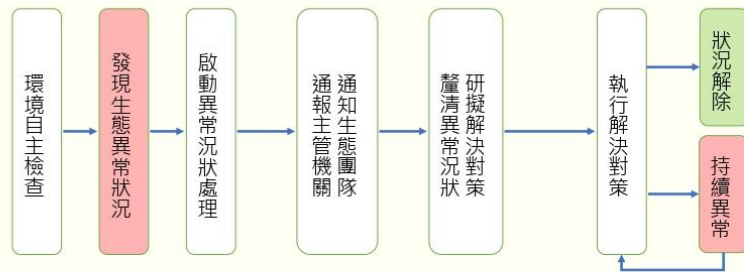 環境自主檢查
發現生態異常狀況
啟動異常況狀處理
通知生態團隊
通報主管機關
研擬解決對策
釐清異常況狀
執行解決對策
狀況解除
持續異常